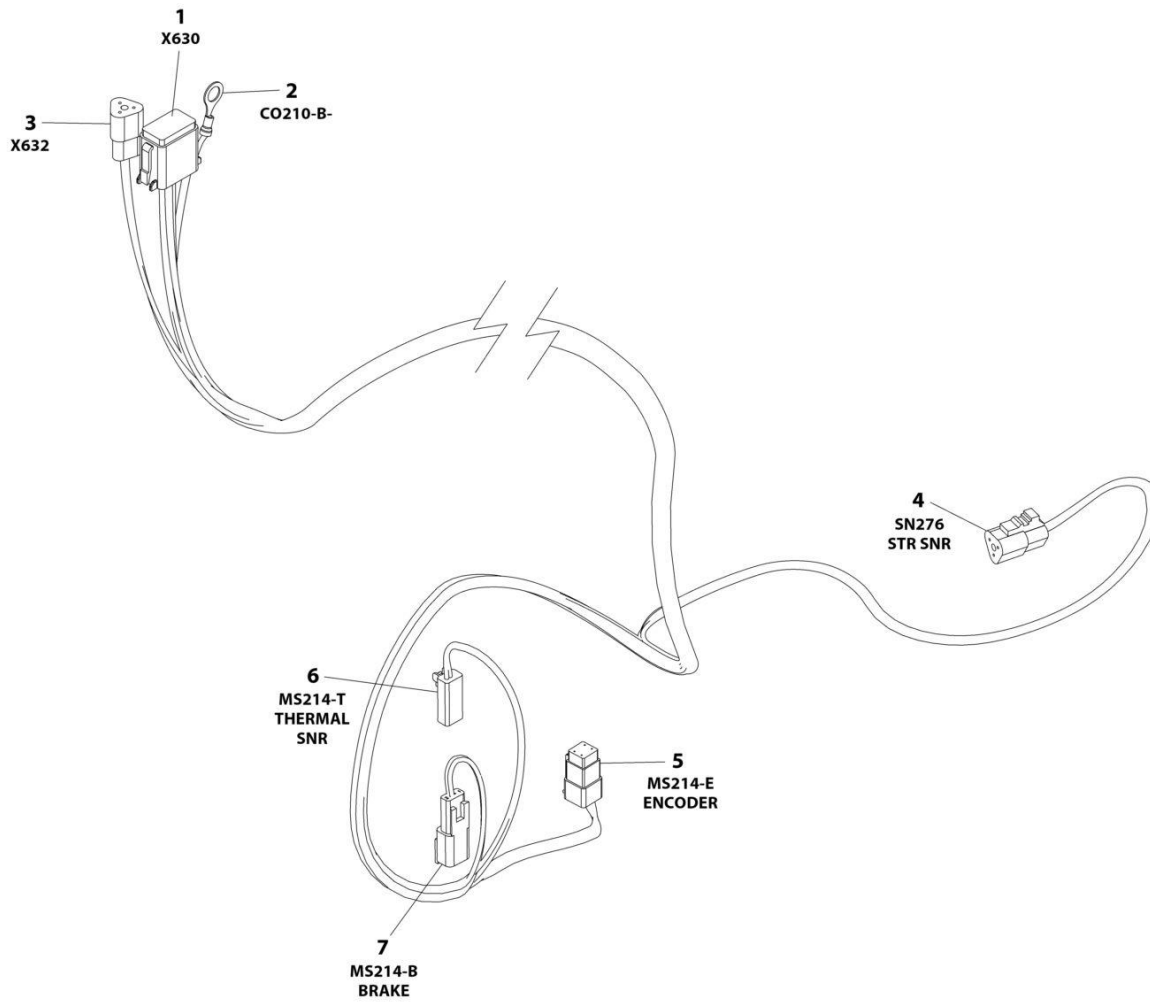 1
X630
2
CO210-B-
3
X632
4
SN276
STR SNR
5
MS214-E
ENCODER
6
MS214-T
THERMAL
SNR
7
MS214-B
BRAKE